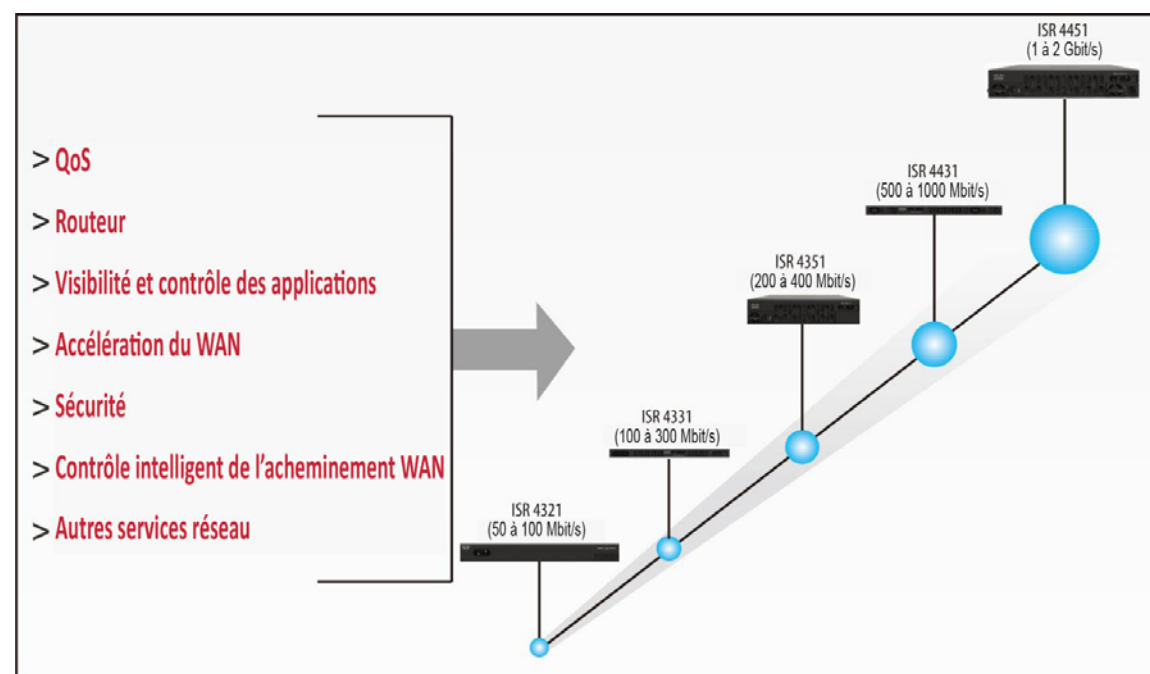 > QoS
> Routeur
> Visibilité et contrôle des applications
> Accélération du WAN
> Sécurité
> Contrôle intelligent de l’acheminement WAN
> Autres services réseau
ISR 4321
(50 à 100 Mbit/s)
ISR 4331
(100 à 300 Mbit/s)
ISR 4351
(200 à 400 Mbit/s)
ISR 4431
(500 à 1000 Mbit/s)
ISR 4451
(1 à 2 Gbit/s)